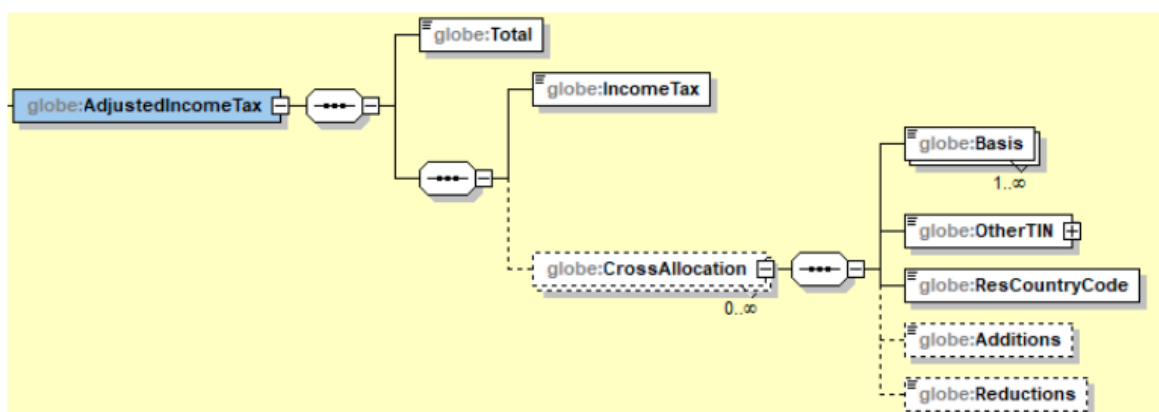 globe:Total
globe:IncomeTax
globe:AdjustedIncomeTax
globe:Basis
1..∞
globe:OtherTIN
globe:CrossAllocation
0..∞
globe:ResCountryCode
globe:Additions
globe:Reductions